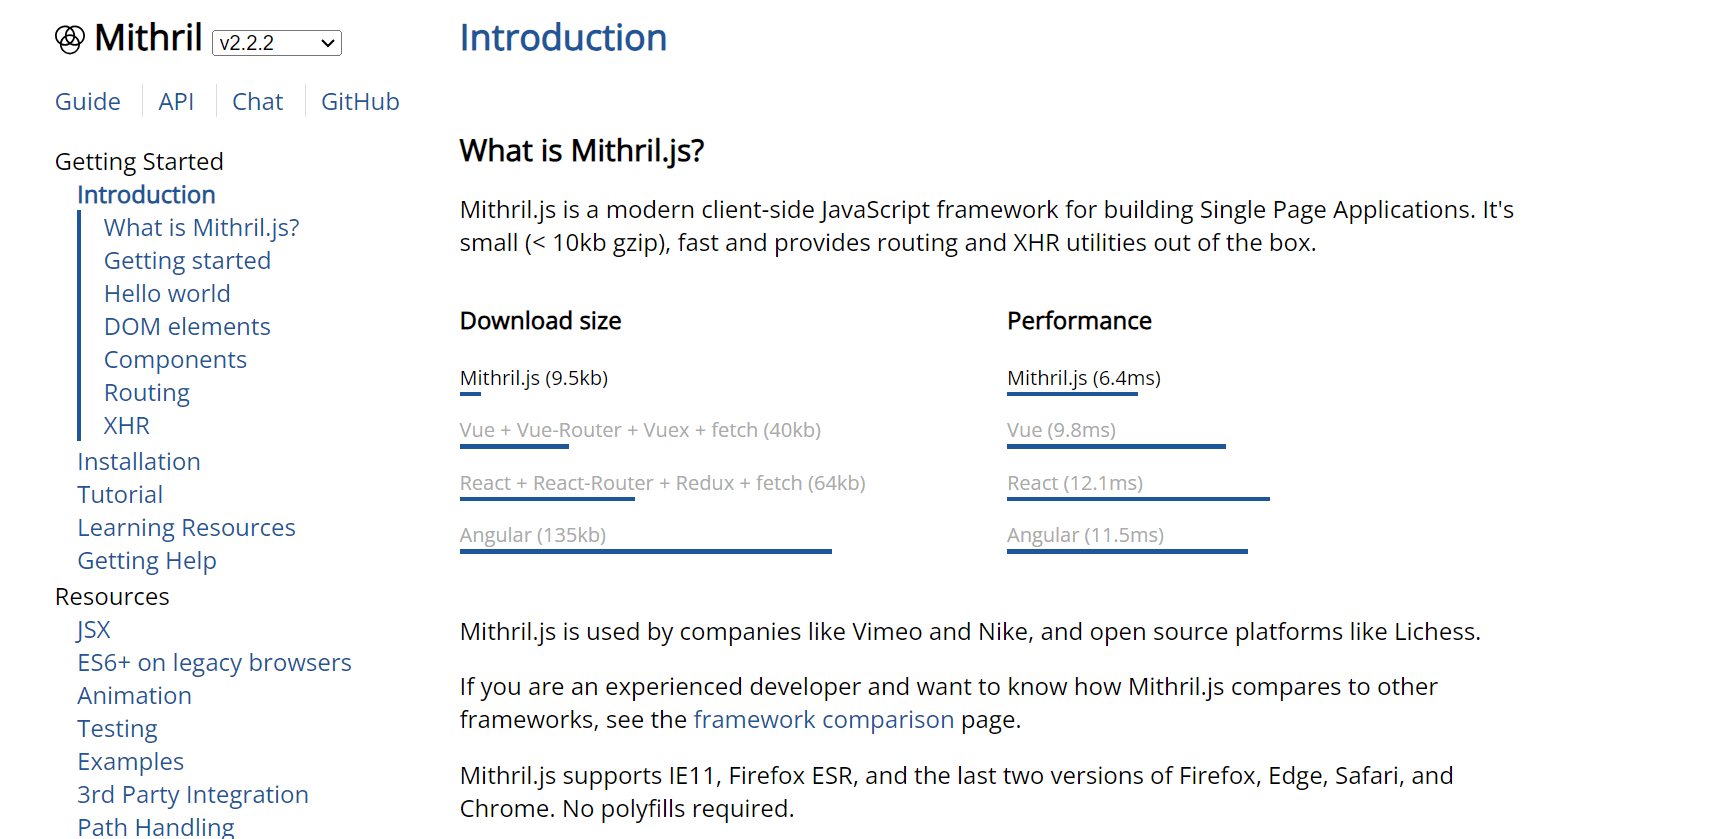 Mithril v2.2.2
Guide API Chat GitHub
Getting Started
Introduction
What is Mithril.js?
Getting started
Hello world
DOM elements
Components
Routing
XHR
Installation
Tutorial
Learning Resources
Getting Help
Resources
JSX
ES6+ on legacy browsers
Animation
Testing
Examples
3rd Party Integration
Path Handling
Introduction
What is Mithril.js?
Mithril.js is a modern client-side JavaScript framework for building Single Page Applications. It's
small (< 10kb gzip), fast and provides routing and XHR utilities out of the box.
Download size
Mithril.js (9.5kb)
Vue + Vue-Router + Vuex + fetch (40kb)
React + React-Router + Redux + fetch (64kb)
Angular (135kb)
Performance
Mithril.js (6.4ms)
Vue (9.8ms)
React (12.1ms)
Angular (11.5ms)
Mithril.js is used by companies like Vimeo and Nike, and open source platforms like Lichess.
If you are an experienced developer and want to know how Mithril.js compares to other
frameworks, see the framework comparison page.
Mithril.js supports IE11, Firefox ESR, and the last two versions of Firefox, Edge, Safari, and
Chrome. No polyfills required.